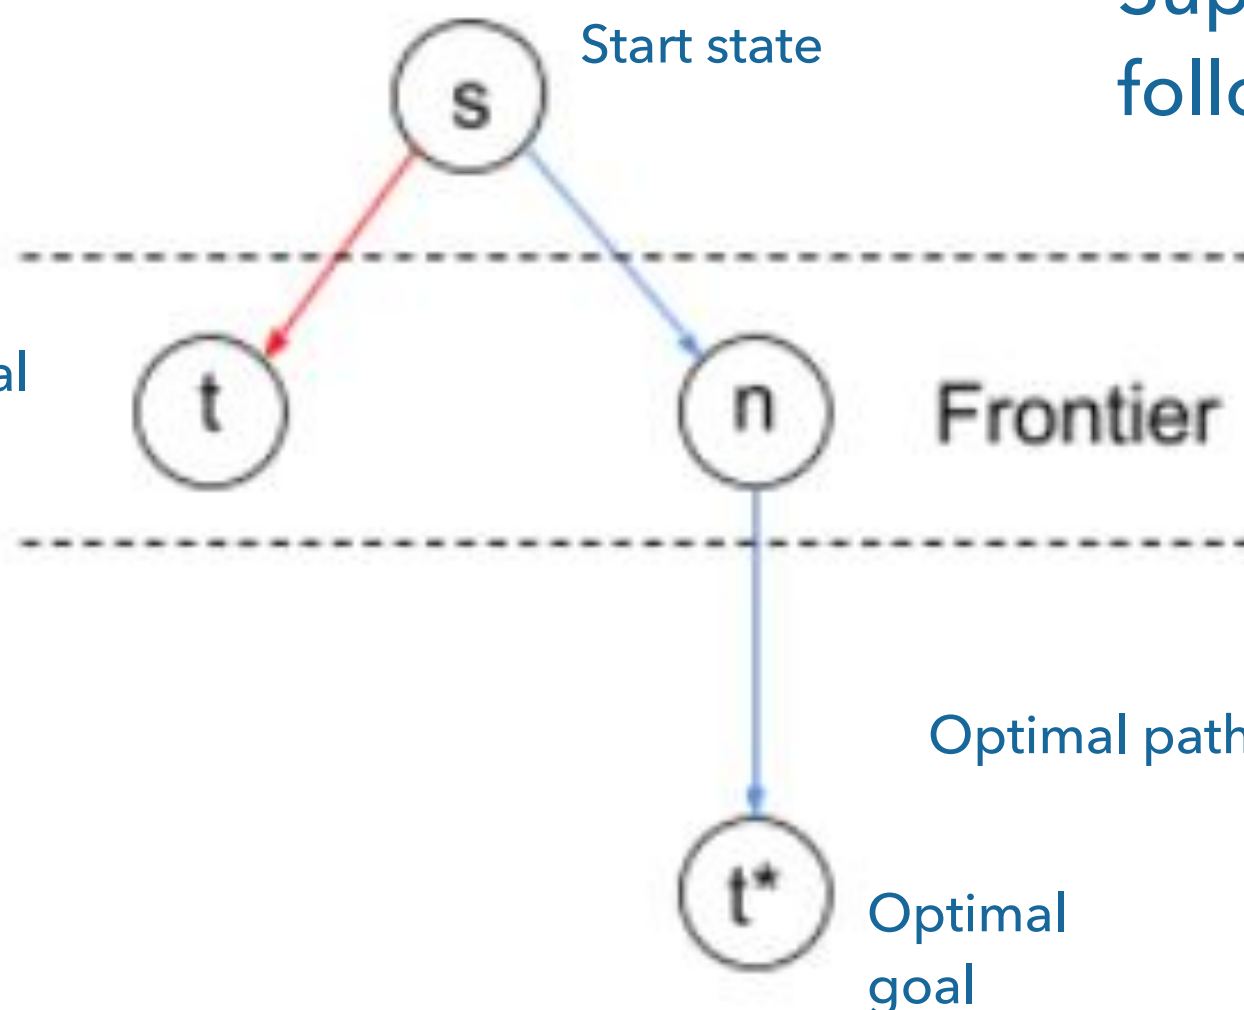 Start state
s
t
n
Frontier
Optimal path
t*
Optimal
goal